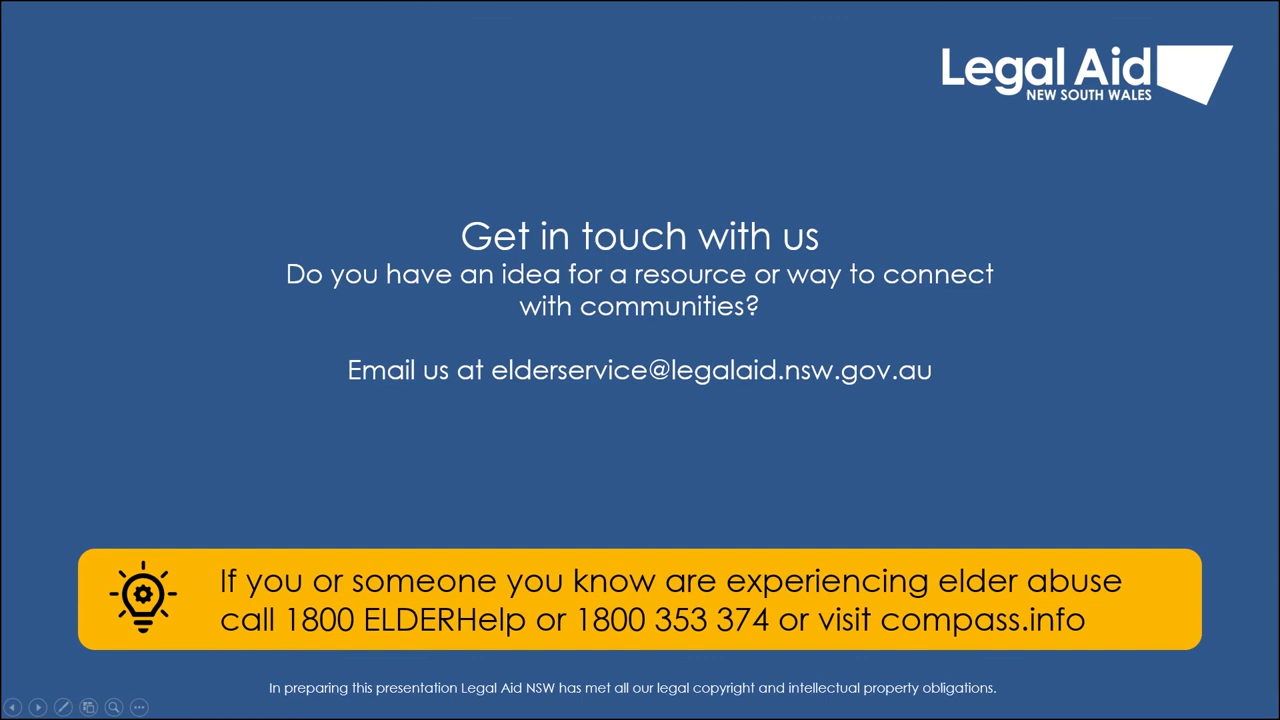 Legal Aid
NEW SOUTH WALES
Get in touch with us
Do you have an idea for a resource or way to connect
with communities?
Email us at elderservice@legalaid.nsw.gov.au
If you or someone you know are experiencing elder abuse
call 1800 ELDERHelp or 1800 353 374 or visit compass.info
In preparing this presentation Legal Aid NSW has met all our legal copyright and intellectual property obligations.